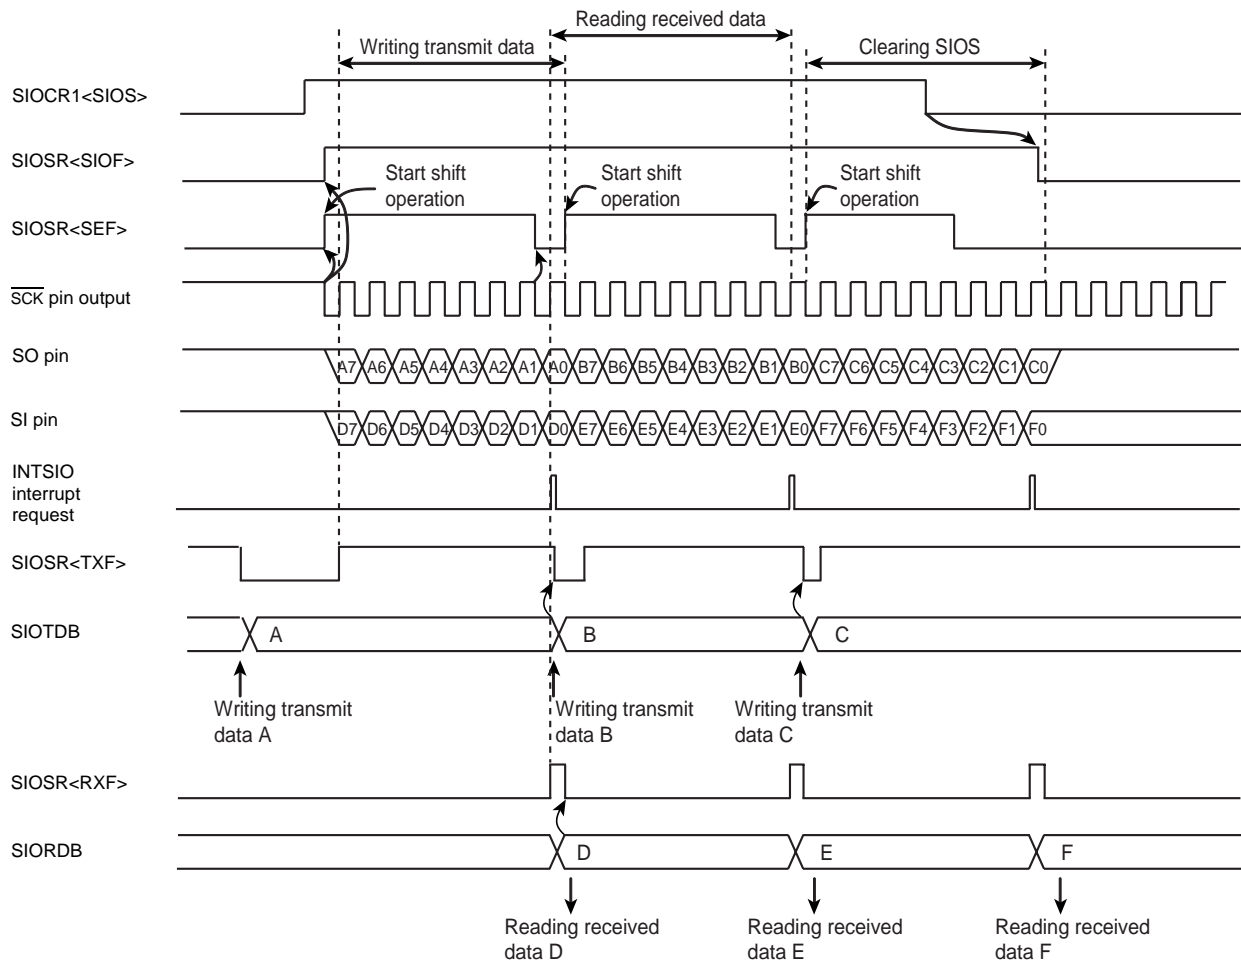 Reading received data
Writing transmit data
Clearing SIOS
SIOCR1<SIOS>
SIOSR<SIOF>
Start shift
operation
Start shift
operation
Start shift
operation
SIOSR<SEF>
SCK pin output
SO pin
A7 A6 A5 A4 A3 A2 A1 A0 B7 B6 B5 B4 B3 B2 B1 B0 C7 C6 C5 C4 C3 C2 C1 C0
SI pin
D7 D6 D5 D4 D3 D2 D1 D0 E7 E6 E5 E4 E3 E2 E1 E0 F7 F6 F5 F4 F3 F2 F1 F0
INTSIO
interrupt
request
SIOSR<TXF>
SIOTDB
A B C
Writing transmit
data A
Writing transmit
data B
Writing transmit
data C
SIOSR<RXF>
SIORDB
D E F
Reading received
data D
Reading received
data E
Reading received
data F